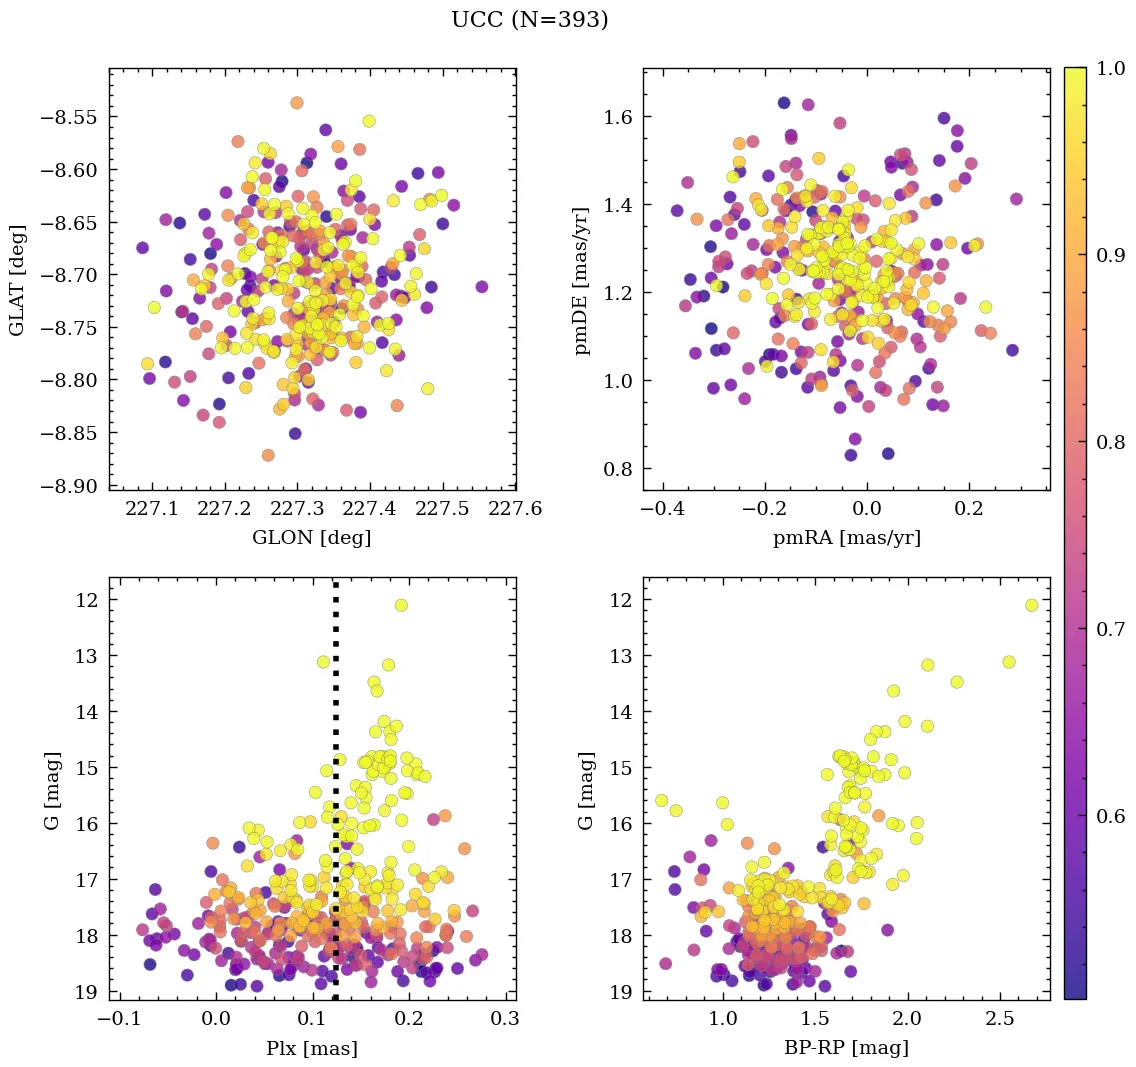 UCC (N=393)
−8.55
−8.60
−8.65
−8.70
−8.75
−8.80
−8.85
−8.90
GLAT [deg]
227.1 227.2 227.3 227.4 227.5 227.6
GLON [deg]
1.6
1.4
1.2
1.0
0.8
pmDE [mas/yr]
−0.4 −0.2 0.0 0.2
pmRA [mas/yr]
1.0
0.9
0.8
0.7
0.6
12
13
14
15
16
17
18
19
G [mag]
−0.1 0.0 0.1 0.2 0.3
Plx [mas]
12
13
14
15
16
17
18
19
G [mag]
1.0 1.5 2.0 2.5
BP-RP [mag]